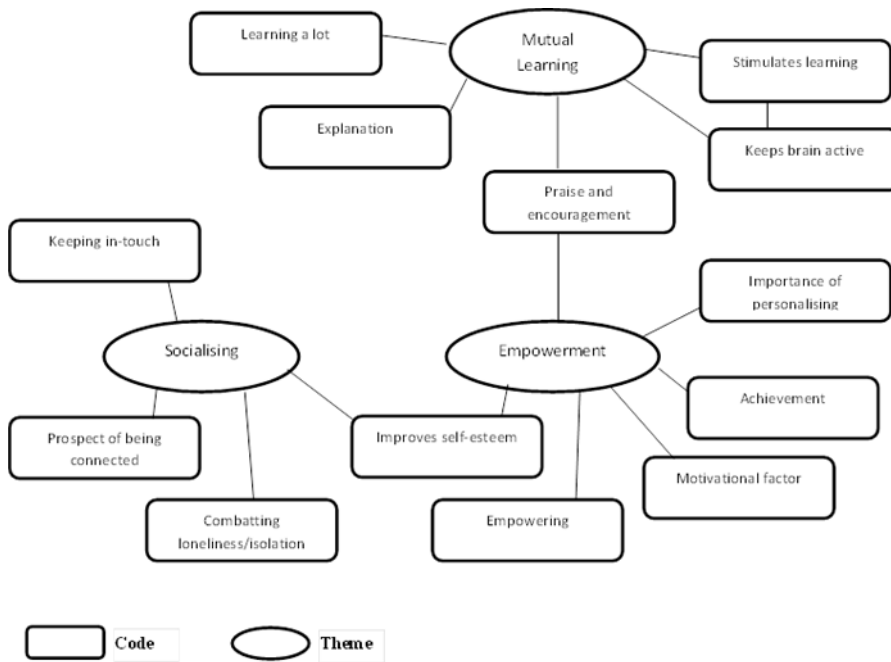 Learning a lot
Mutual
Learning
Stimulates learning
Explanation
Keeps brain active
Praise and
encouragement
Keeping in-touch
Importance of
personalising
Socialising
Empowerment
Achievement
Prospect of being
connected
Improves self-esteem
Motivational factor
Combatting
loneliness/isolation
Empowering
Code
Theme